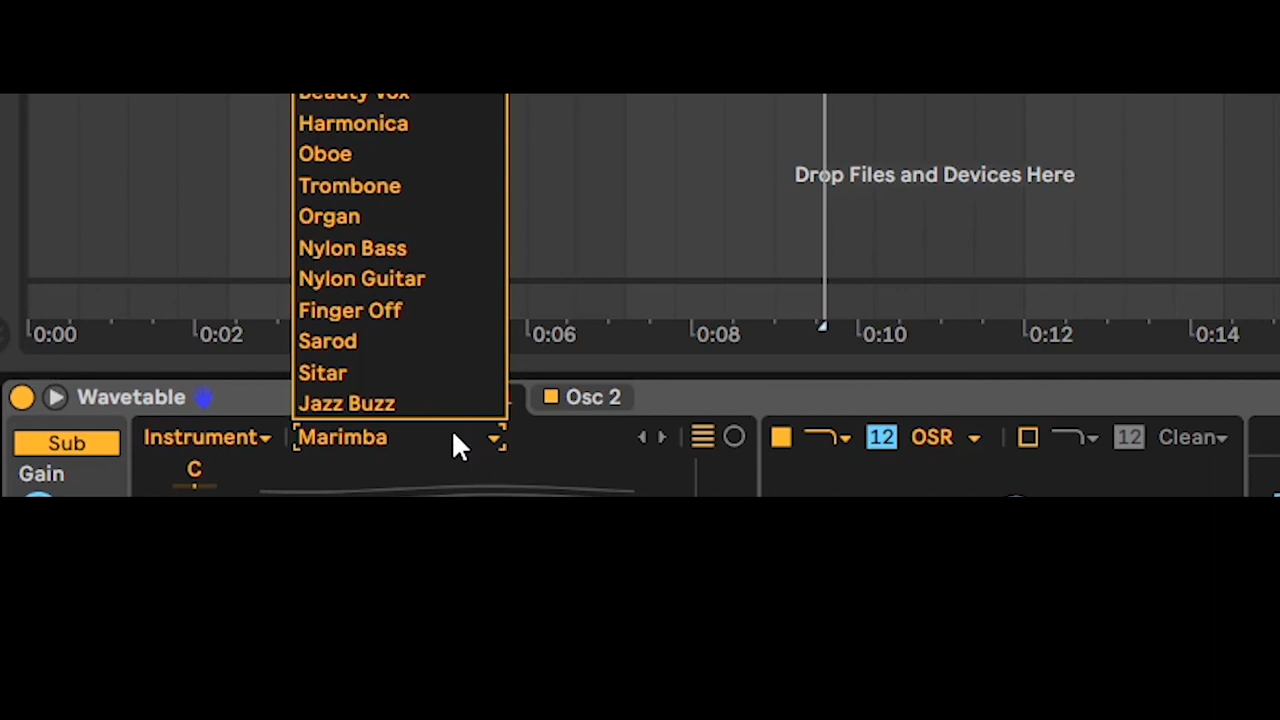 Beauty Vox
Harmonica
Oboe
Trombone
Organ
Nylon Bass
Nylon Guitar
Finger Off
Sarod
Sitar
Jazz Buzz
Drop Files and Devices Here
0:00 0:02 0:06 0:08 0:10 0:12 0:14
Wavetable Osc 2
Sub Instrument Marimba 12 OSR 12 Clean
Gain C